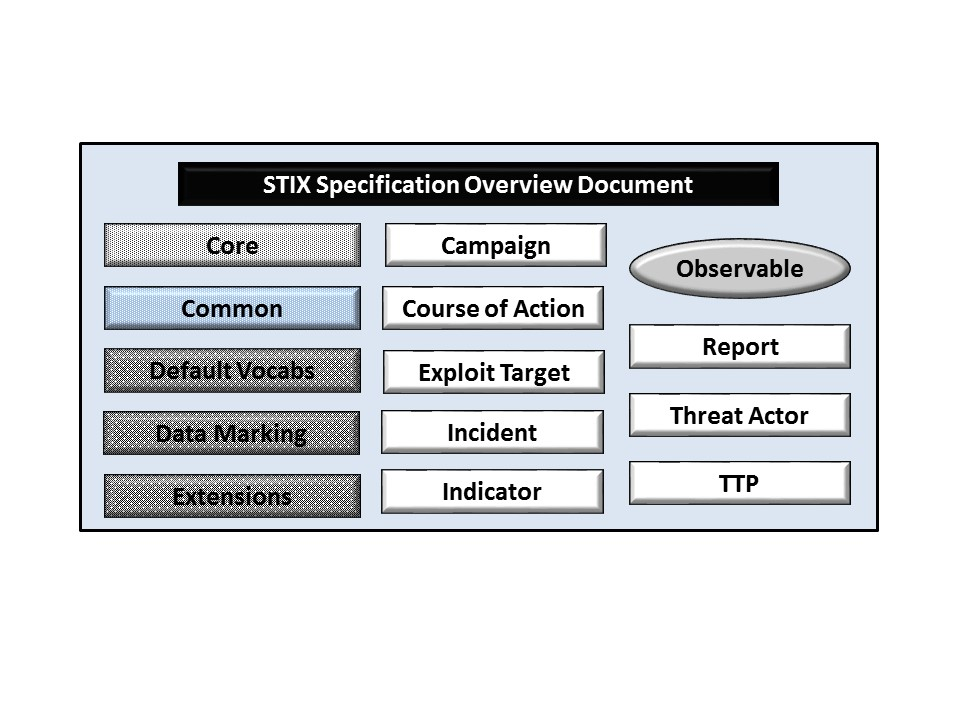 STIX Specification Overview Document
Core
Common
Default Vocabs
Data Marking
Extensions
Campaign
Course of Action
Exploit Target
Incident
Indicator
Observable
Report
Threat Actor
TTP